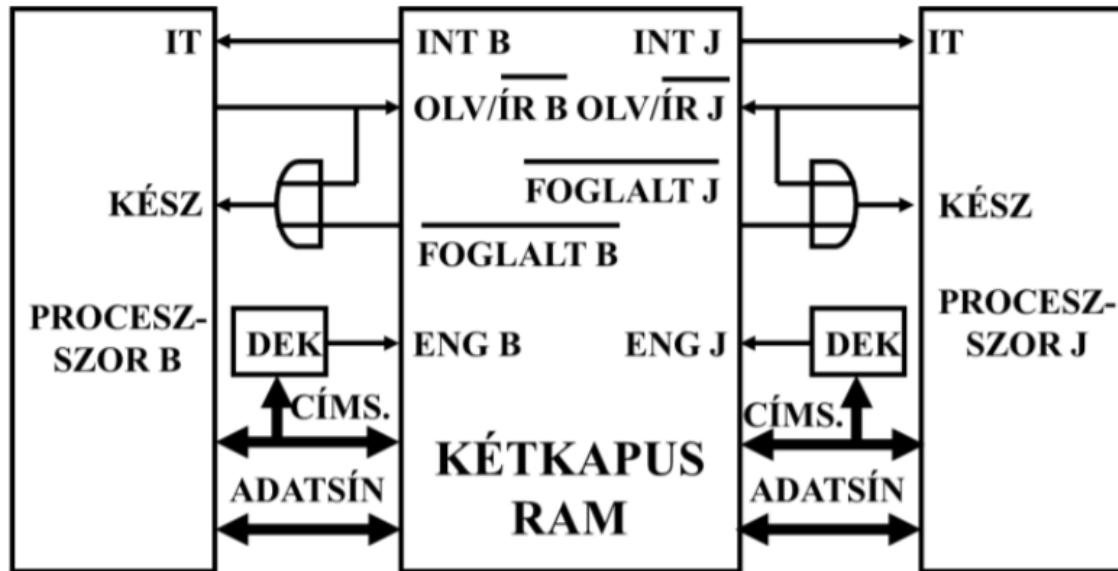 IT
INT B
INT J
IT
OLV/ÍR B
OLV/ÍR J
FOGLALT J
KÉSZ
KÉSZ
FOGLALT B
PROCESZ-
SZOR B
DEK
ENG B
ENG J
DEK
PROCESZ-
SZOR J
CÍMS.
CÍMS.
KÉTKAPUS
RAM
ADATSÍN
ADATSÍN